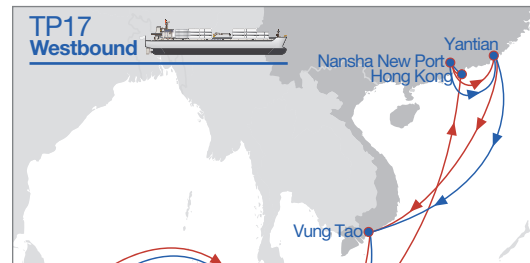 TP17
Westbound
Yantian
Nansha New Port
Hong Kong
Vung Tao